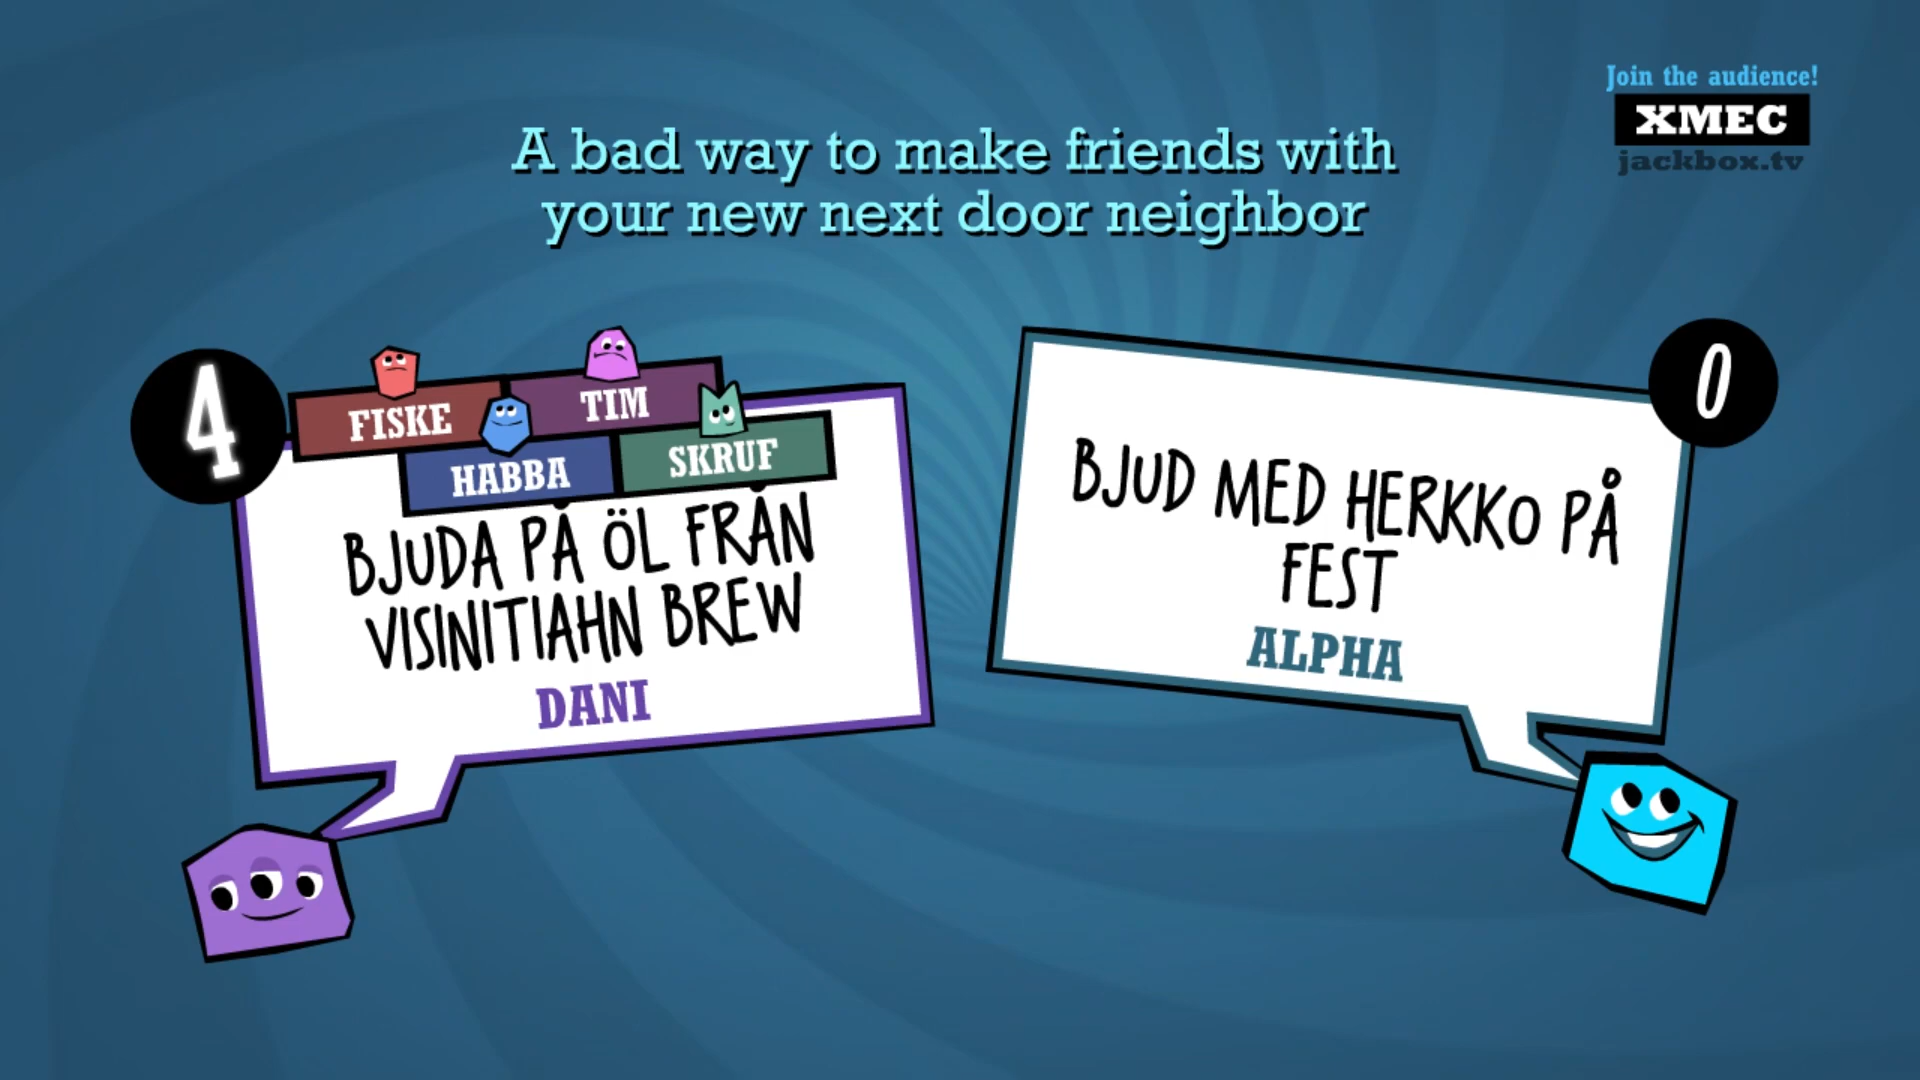 Join the audience!
XMEC
jackbox.tv
A bad way to make friends with
your new next door neighbor
4
FISKE
TIM
HABBA
SKRUF
BJUDA PÅ ÖL FRÅN
VISINITIAHN BREW
DANI
0
BJUD MED HERKKO PÅ
FEST
ALPHA